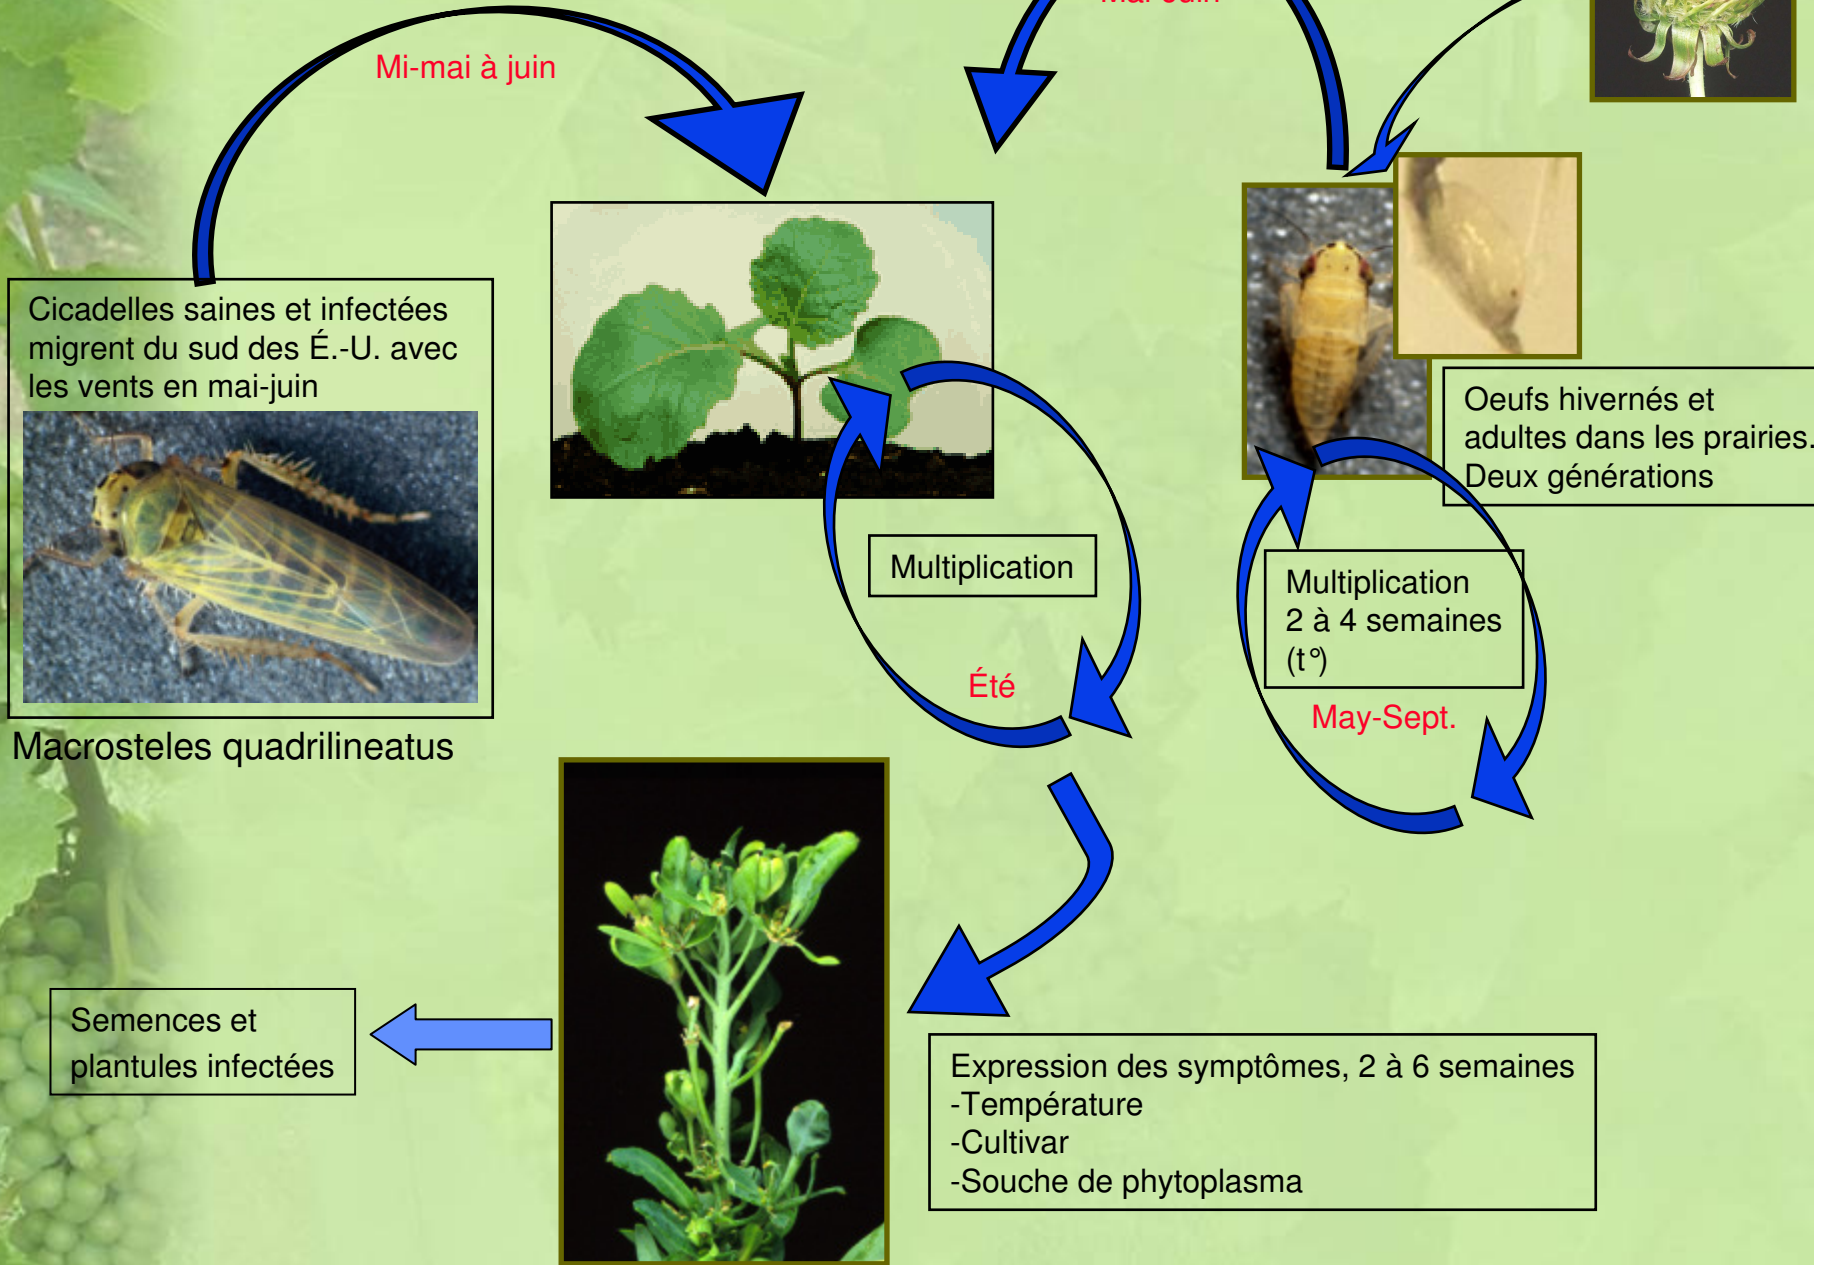 Mi-mai à juin
Cicadelles saines et infectées
migrent du sud des É.-U. avec
les vents en mai-juin
Macrosteles quadrilineatus
Oeufs hivernés et
adultes dans les prairies.
Deux générations
Multiplication
Été
Multiplication
2 à 4 semaines
(t°)
May-Sept.
Semences et
plantules infectées
Expression des symptômes, 2 à 6 semaines
-Température
-Cultivar
-Souche de phytoplasma